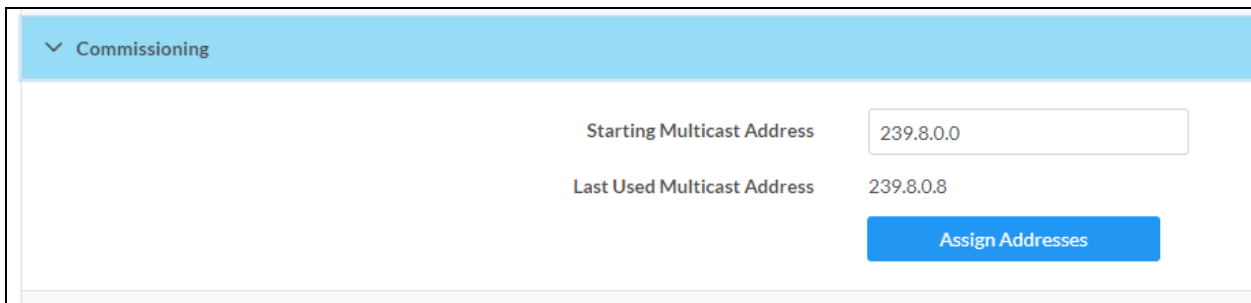 Commissioning
Starting Multicast Address 239.8.0.0
Last Used Multicast Address 239.8.0.8
Assign Addresses